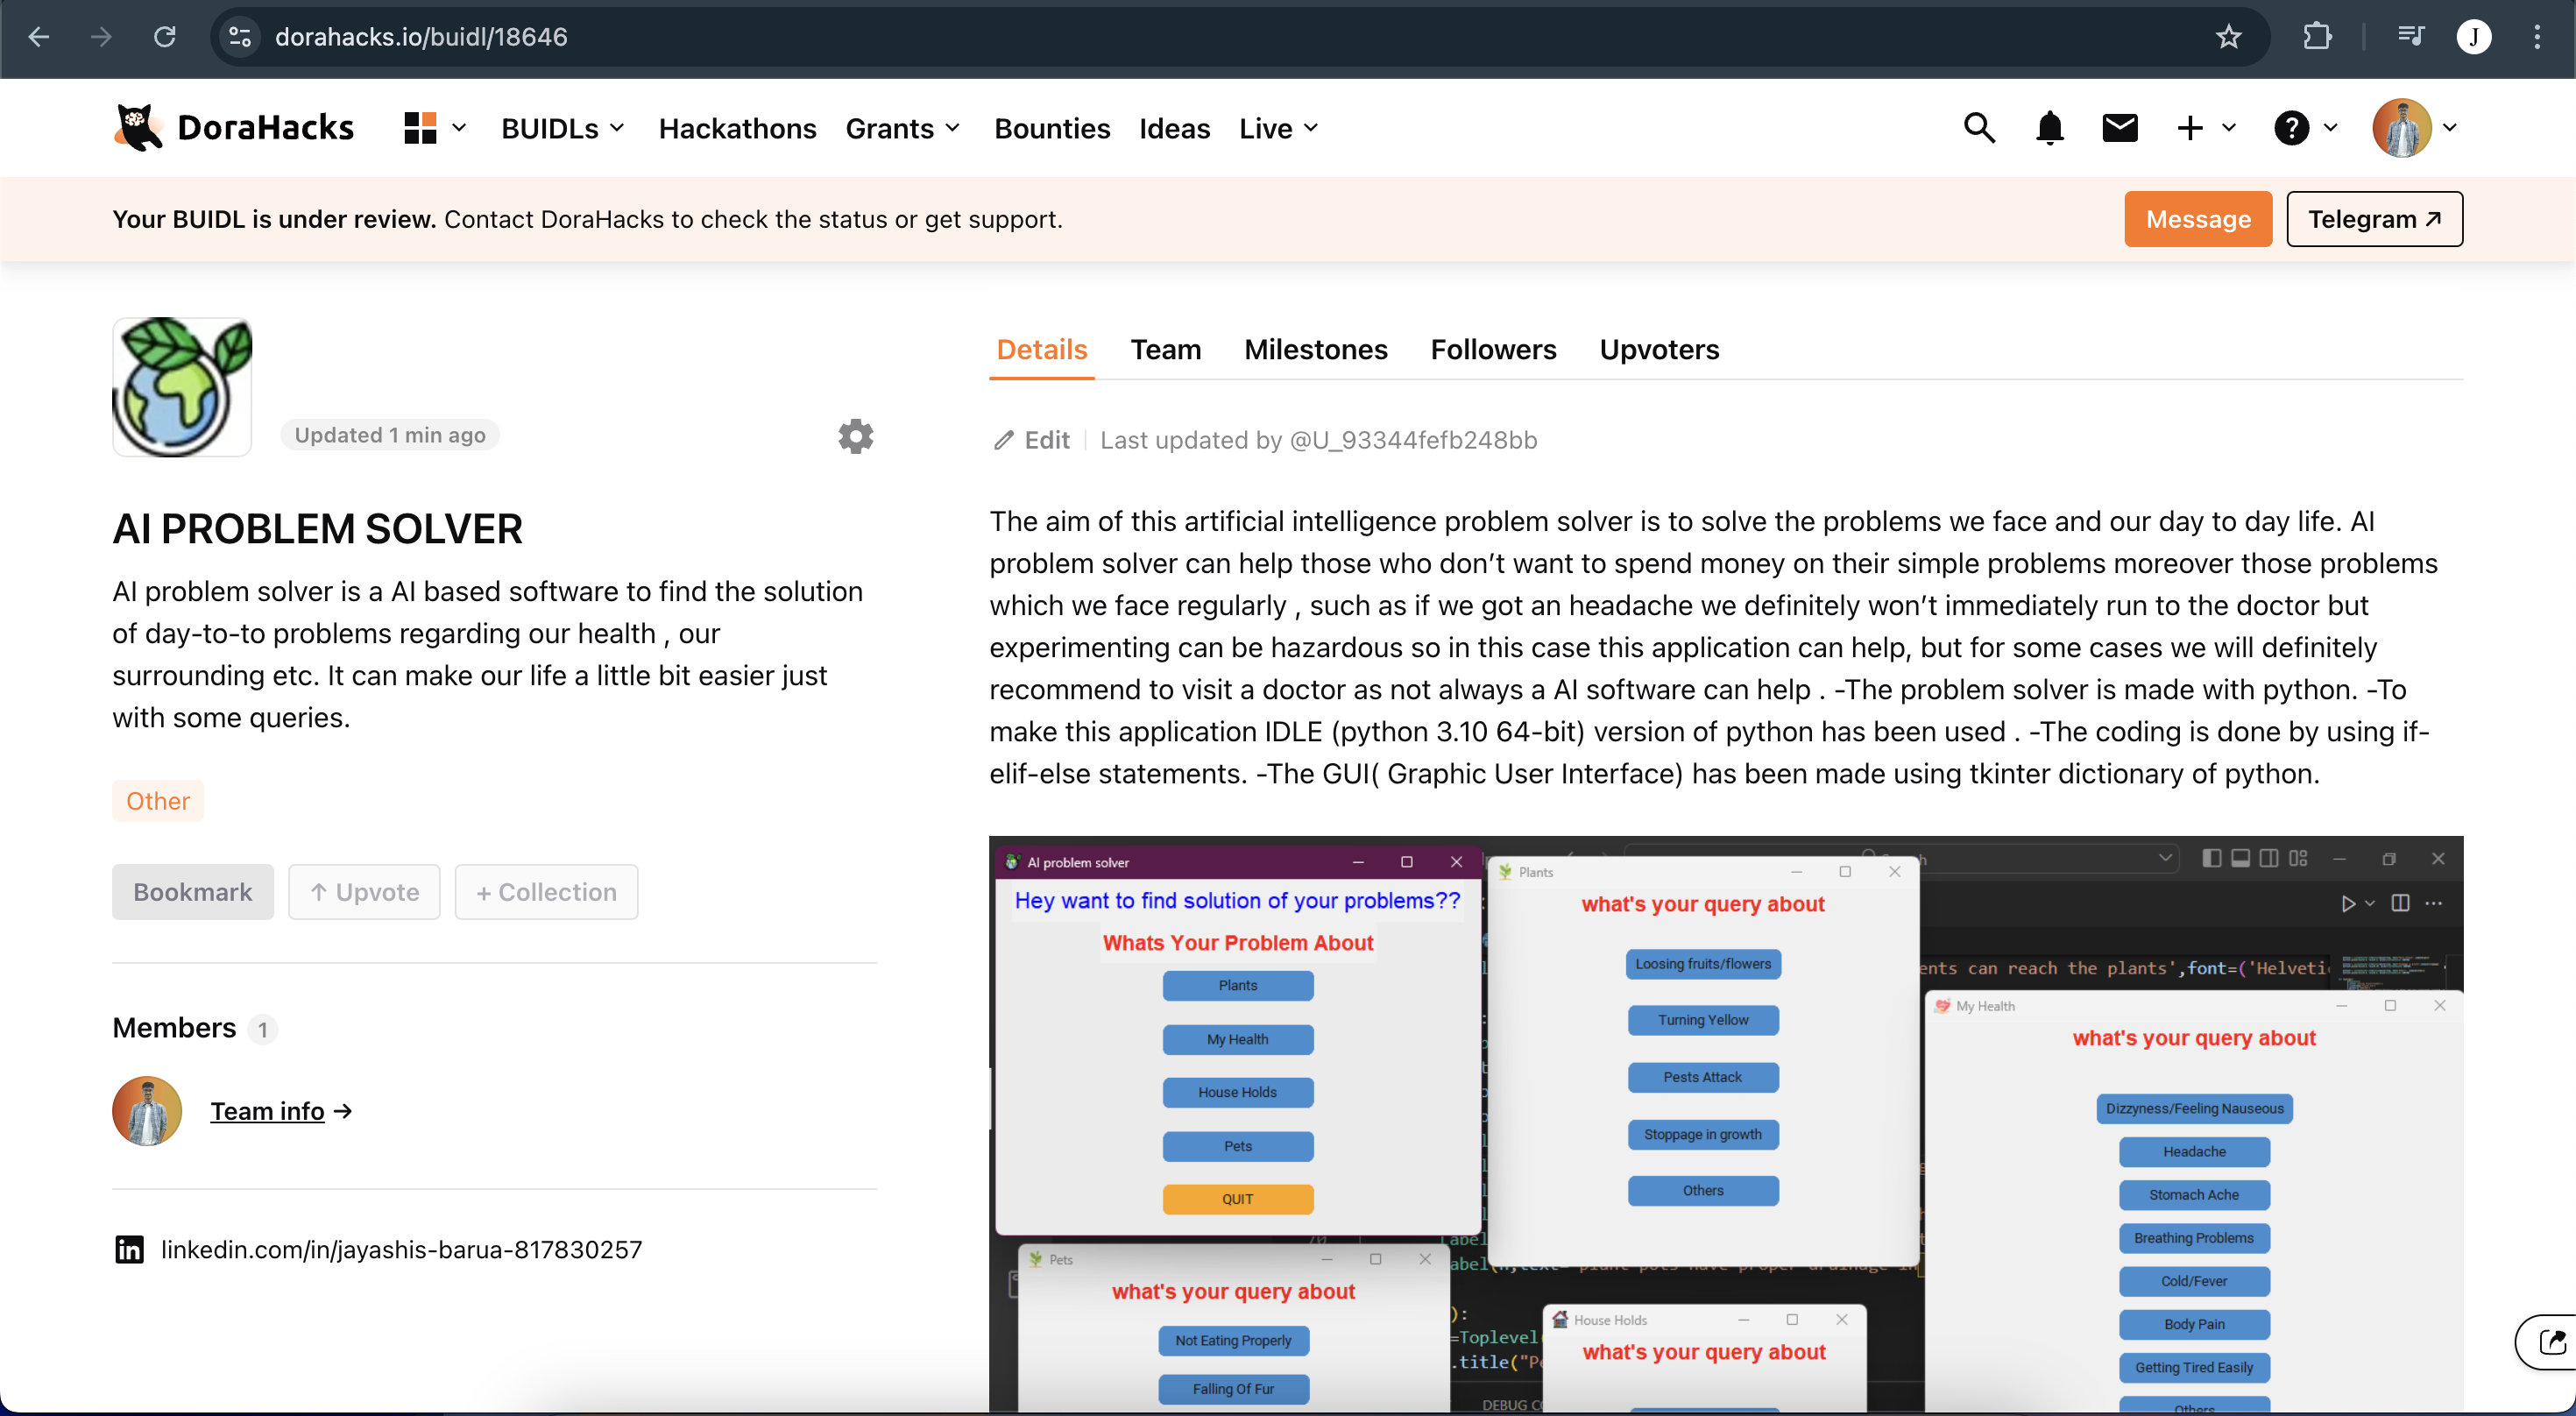 dorahacks.io/buidl/18646
J
DoraHacks
BUIDLs
Hackathons
Grants
Bounties
Ideas
Live
Your BUIDL is under review. Contact DoraHacks to check the status or get support.
Message
Telegram
Updated 1 min ago
AI PROBLEM SOLVER
AI problem solver is a AI based software to find the solution
of day-to-to problems regarding our health , our
surrounding etc. It can make our life a little bit easier just
with some queries.
Other
Bookmark
Upvote
+ Collection
Members 1
Team info
linkedin.com/in/jayashis-barua-817830257
Details
Team
Milestones
Followers
Upvoters
Edit
Last updated by @U_93344fefb248bb
The aim of this artificial intelligence problem solver is to solve the problems we face and our day to day life. AI
problem solver can help those who don’t want to spend money on their simple problems moreover those problems
which we face regularly , such as if we got an headache we definitely won’t immediately run to the doctor but
experimenting can be hazardous so in this case this application can help, but for some cases we will definitely
recommend to visit a doctor as not always a AI software can help . -The problem solver is made with python. -To
make this application IDLE (python 3.10 64-bit) version of python has been used . -The coding is done by using if-
elif-else statements. -The GUI( Graphic User Interface) has been made using tkinter dictionary of python.
AI problem solver
Hey want to find solution of your problems??
Whats Your Problem About
Plants
My Health
House Holds
Pets
QUIT
Plants
what's your query about
Loosing fruits/flowers
Turning Yellow
Pests Attack
Stoppage in growth
Others
ents can reach the plants',font=('Helveti
My Health
what's your query about
Dizzyness/Feeling Nauseous
Headache
Stomach Ache
Breathing Problems
Cold/Fever
Body Pain
Getting Tired Easily
Others
Pets
what's your query about
Not Eating Properly
Falling Of Fur
):
=Toplevel(
.title("Pe
House Holds
what's your query about
DEBUG CO